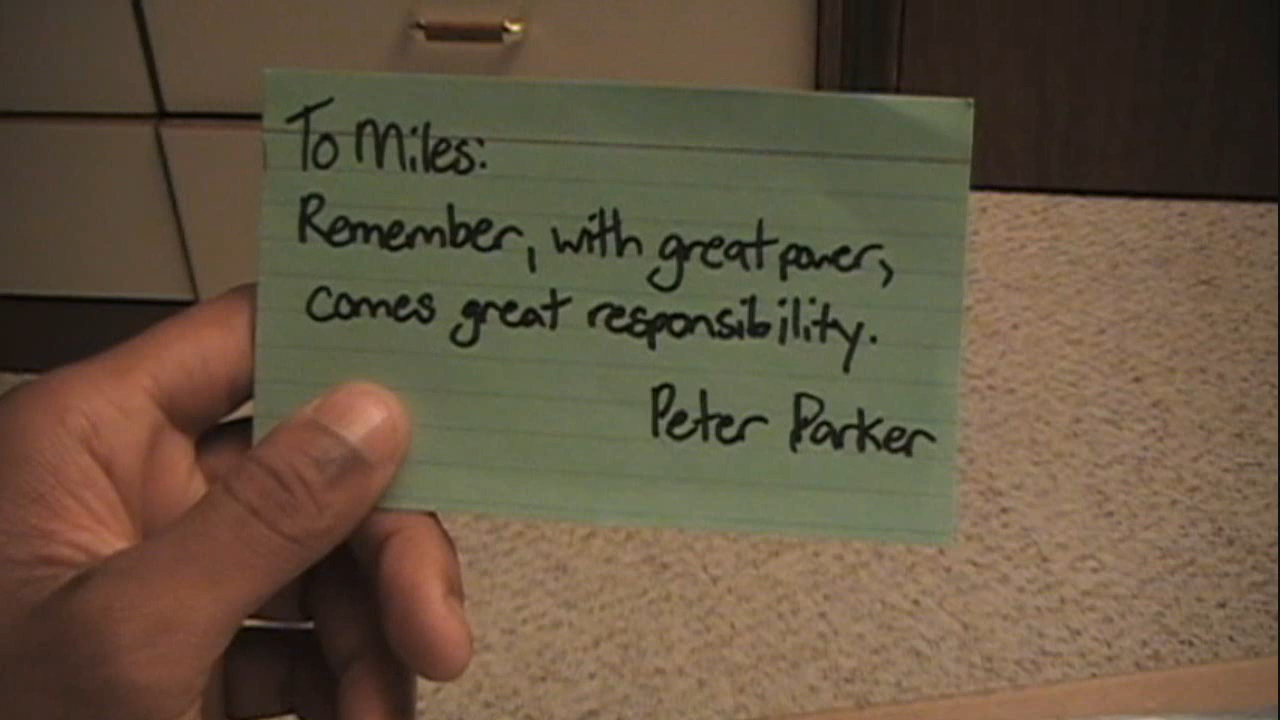 To Miles:
Remember, with great power,
comes great responsibility.
Peter Parker